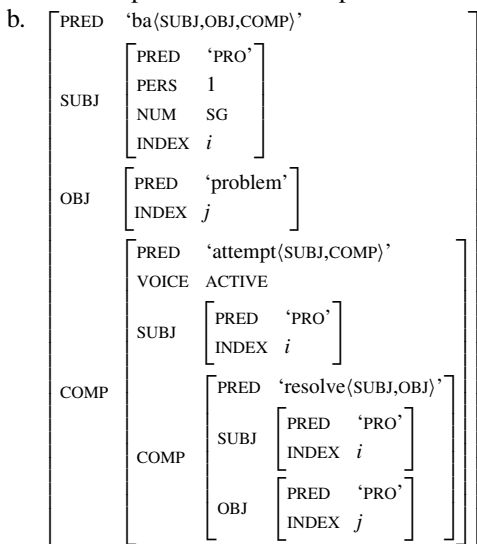 b.
PRED ‘ba⟨SUBJ,OBJ,COMP⟩’
PRED ‘PRO’
PERS 1
SUBJ
NUM SG
INDEX i
PRED ‘problem’
OBJ
INDEX j
PRED ‘attempt⟨SUBJ,COMP⟩’
VOICE ACTIVE
PRED ‘PRO’
SUBJ
INDEX i
COMP
PRED ‘resolve⟨SUBJ,OBJ⟩’
PRED ‘PRO’
SUBJ
INDEX i
COMP
PRED ‘PRO’
OBJ
INDEX j